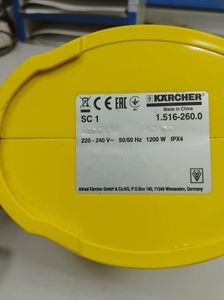 KÄRCHER
Made in China
SC 1
1.516-260.0
220 - 240 V~ 50/60 Hz 1200 W IPX4
Alfred Kärcher GmbH & Co.KG, P.O.Box 160, 71349 Winnenden, Germany